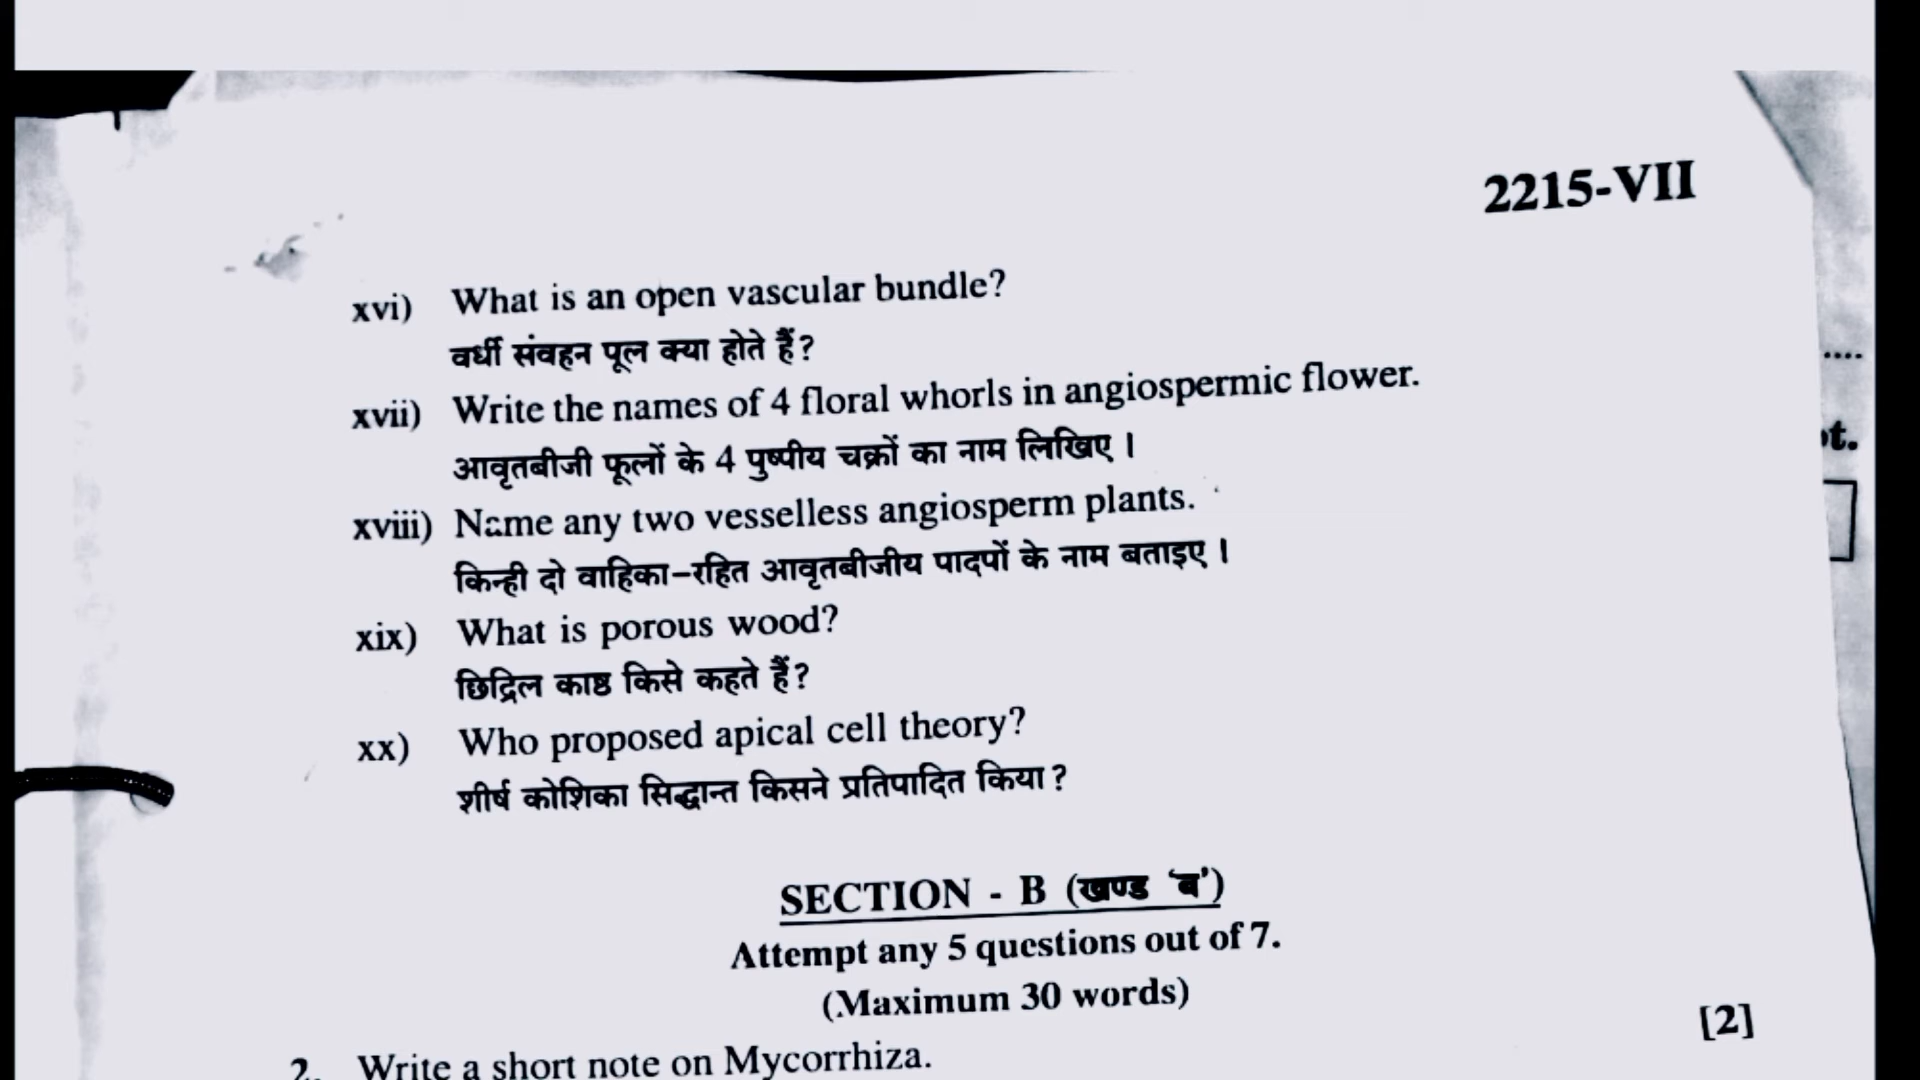 2215-VII
xvi) What is an open vascular bundle?
वर्धी संवहन पूल क्या होते हैं?
xvii) Write the names of 4 floral whorls in angiospermic flower.
आवृतबीजी फूलों के 4 पुष्पीय चक्रों का नाम लिखिए।
xviii) Name any two vesselless angiosperm plants.
किन्ही दो वाहिका-रहित आवृतबीजीय पादपों के नाम बताइए।
xix) What is porous wood?
छिद्रिल काष्ठ किसे कहते हैं?
xx) Who proposed apical cell theory?
शीर्ष कोशिका सिद्धान्त किसने प्रतिपादित किया?
SECTION - B (खण्ड 'ब')
Attempt any 5 questions out of 7.
(Maximum 30 words)
[2]
2. Write a short note on Mycorrhiza.